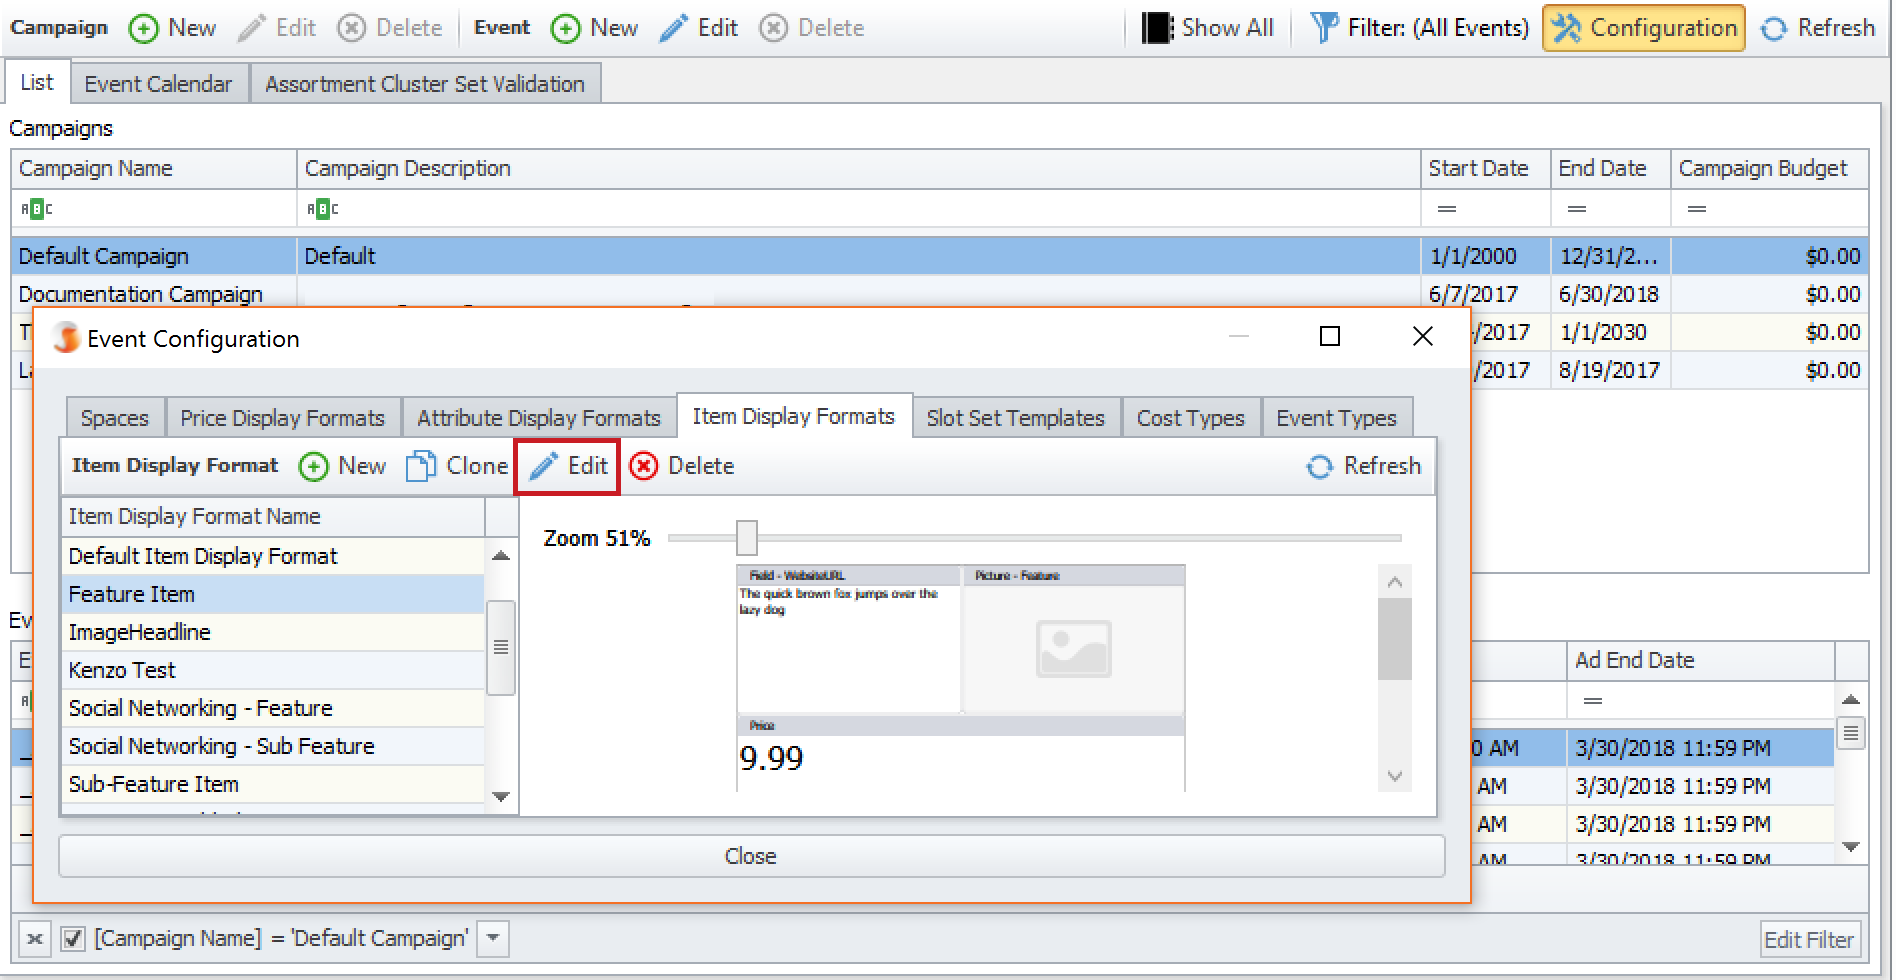 Campaign New Edit Delete Event New Edit Delete Show All Filter: (All Events) Configuration Refresh
List Event Calendar Assortment Cluster Set Validation
Campaigns
Campaign Name Campaign Description Start Date End Date Campaign Budget
ABC ABC = = =
Default Campaign Default 1/1/2000 12/31/2... $0.00
Documentation Campaign 6/7/2017 6/30/2018 $0.00
/2017 1/1/2030 $0.00
/2017 8/19/2017 $0.00
Event Configuration
Spaces Price Display Formats Attribute Display Formats Item Display Formats Slot Set Templates Cost Types Event Types
Item Display Format New Clone Edit Delete Refresh
Item Display Format Name
Default Item Display Format
Feature Item
ImageHeadline
Kenzo Test
Social Networking - Feature
Social Networking - Sub Feature
Sub-Feature Item
Zoom 51%
Field - WebsiteURL Picture - Feature
The quick brown fox jumps over the
lazy dog
Price
9.99
Close
Ad End Date
=
0 AM 3/30/2018 11:59 PM
AM 3/30/2018 11:59 PM
AM 3/30/2018 11:59 PM
AM 3/30/2018 11:59 PM
[Campaign Name] = 'Default Campaign' Edit Filter